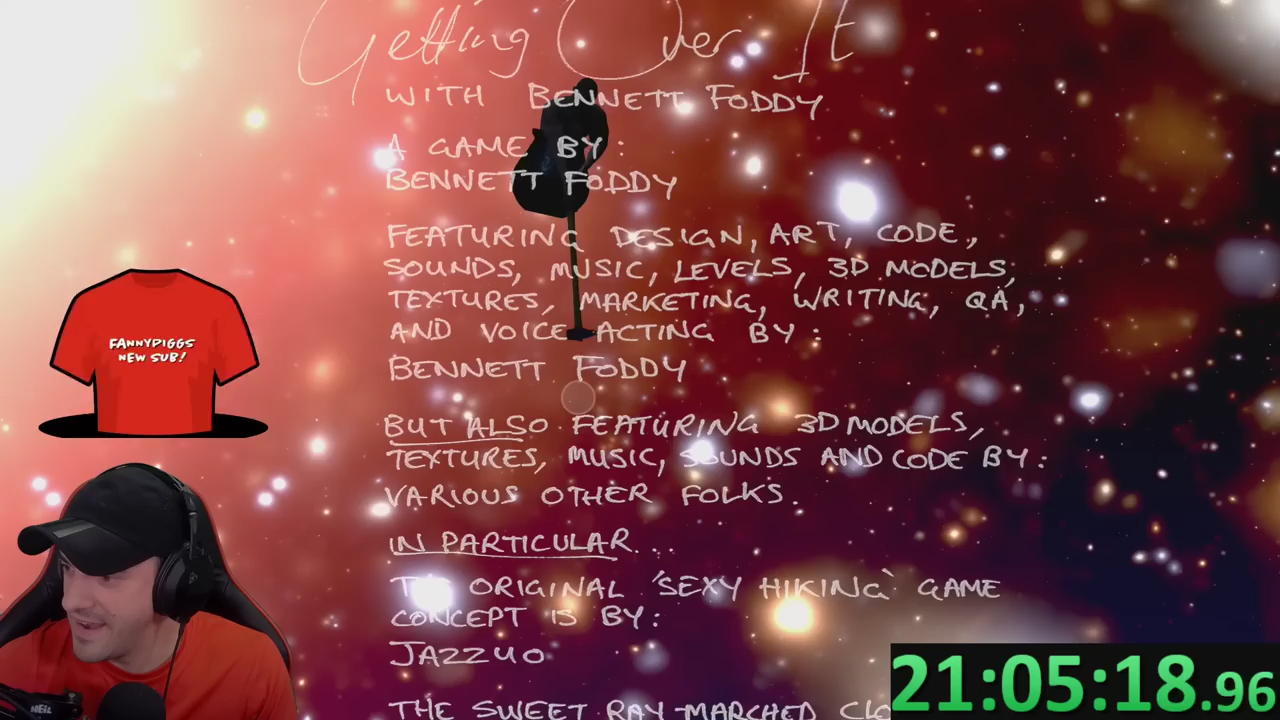 Getting Over It
WITH BENNETT FODDY
A GAME BY:
BENNETT FODDY
FEATURING DESIGN, ART, CODE,
SOUNDS, MUSIC, LEVELS, 3D MODELS,
TEXTURES, MARKETING, WRITING, QA,
AND VOICE ACTING BY:
BENNETT FODDY
BUT ALSO FEATURING 3D MODELS,
TEXTURES, MUSIC, SOUNDS AND CODE BY:
VARIOUS OTHER FOLKS.
IN PARTICULAR...
THE ORIGINAL 'SEXY HIKING' GAME
CONCEPT IS BY:
JAZZUO
THE SWEET RAY-MARCHED
FANNYPIGGS
NEW SUB!
NEIL
21:05:18.96